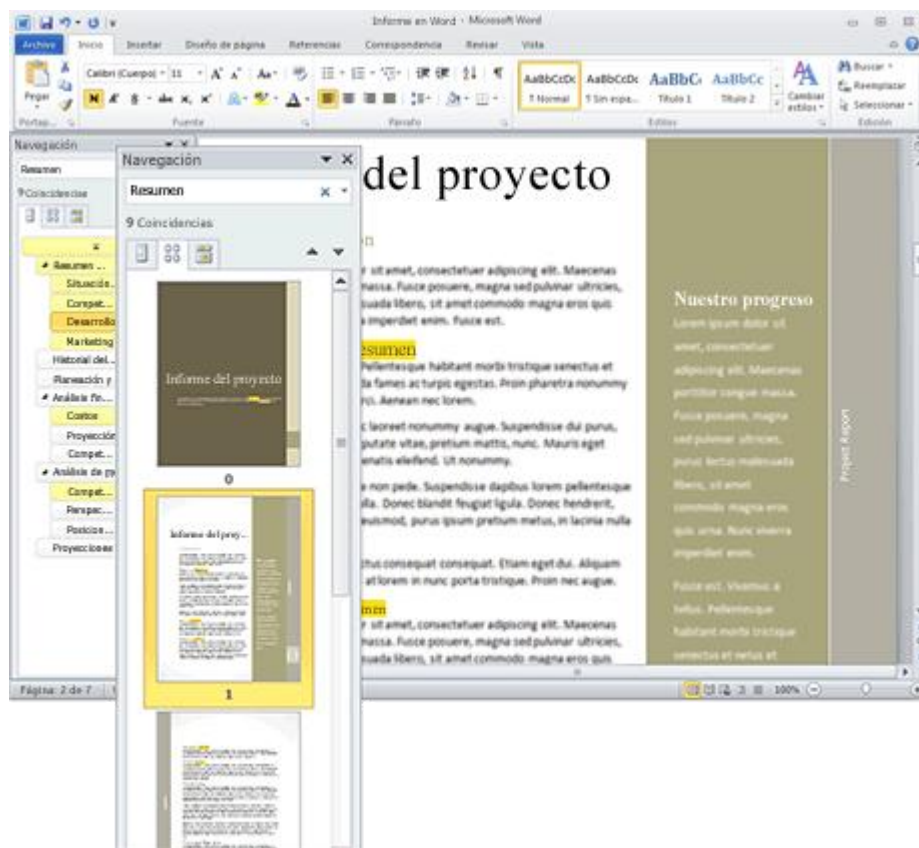 Informe en Word - Microsoft Word
Archivo Inicio Insertar Diseño de página Referencias Correspondencia Revisar Vista
Calibri (Cuerpo) 11
Pegar
N K S abc x, x'
AaBbCcDc AaBbCcDc AaBbC AaBbCc
¶ Normal ¶ Sin espa... Título 1 Título 2
Cambiar estilos
Buscar
Reemplazar
Seleccionar
Portap... Fuente Párrafo Estilos Edición
Navegación
Resumen
9 Coincidencias
Resumen ...
Situación...
Compet...
Desarrollo
Marketing
Historial del...
Planeación y
Análisis fin...
Costos
Proyección
Compet...
Análisis de
Compet...
Perspec...
Posicion...
Proyecciones
Navegación
Resumen
9 Coincidencias
Informe del proyecto
0
Informe del proy...
1
del proyecto
r sit amet, consectetuer adipiscing elit. Maecenas
massa. Fusce posuere, magna sed pulvinar ultricies,
suada libero, sit amet commodo magna eros quis
imperdiet enim. Fusce est.
esumen
Pellentesque habitant morbi tristique senectus et
da fames ac turpis egestas. Proin pharetra nonummy
rci. Aenean nec lorem.
c laoreet nonummy augue. Suspendisse dui purus,
putate vitae, pretium mattis, nunc. Mauris eget
enatis eleifend. Ut nonummy.
e non pede. Suspendisse dapibus lorem pellentesque
lla. Donec blandit feugiat ligula. Donec hendrerit,
euismod, purus ipsum pretium metus, in lacinia nulla
ctus consequat consequat. Etiam eget dui. Aliquam
at lorem in nunc porta tristique. Proin nec augue.
men
r sit amet, consectetuer adipiscing elit. Maecenas
massa. Fusce posuere, magna sed pulvinar ultricies,
suada libero, sit amet commodo magna eros quis
Nuestro progreso
Lorem ipsum dolor sit
amet, consectetuer
adipiscing elit. Maecenas
porttitor congue massa.
Fusce posuere, magna
sed pulvinar ultricies,
purus lectus malesuada
libero, sit amet
commodo magna eros
quis urna. Nunc viverra
imperdiet enim.
Fusce est. Vivamus a
tellus. Pellentesque
habitant morbi tristique
senectus et netus et
Project Report
Página: 2 de 7
100%